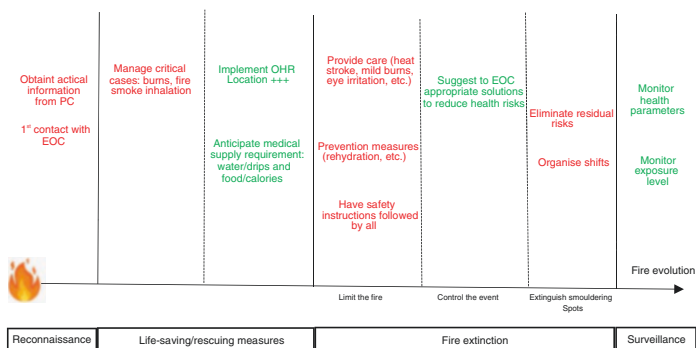 Obtaint actical
information
from PC
1st contact with
EOC
Manage critical
cases: burns, fire
smoke inhalation
Implement OHR
Location +++
Anticipate medical
supply requirement:
water/drips and
food/calories
Provide care (heat
stroke, mild burns,
eye irritation, etc.)
Prevention measures
(rehydration, etc.)
Have safety
instructions followed
by all
Suggest to EOC
appropriate solutions
to reduce health risks
Eliminate residual
risks
Organise shifts
Monitor
health
parameters
Monitor
exposure
level
Fire evolution
Limit the fire
Control the event
Extinguish smouldering
Spots
Reconnaissance
Life-saving/rescuing measures
Fire extinction
Surveillance